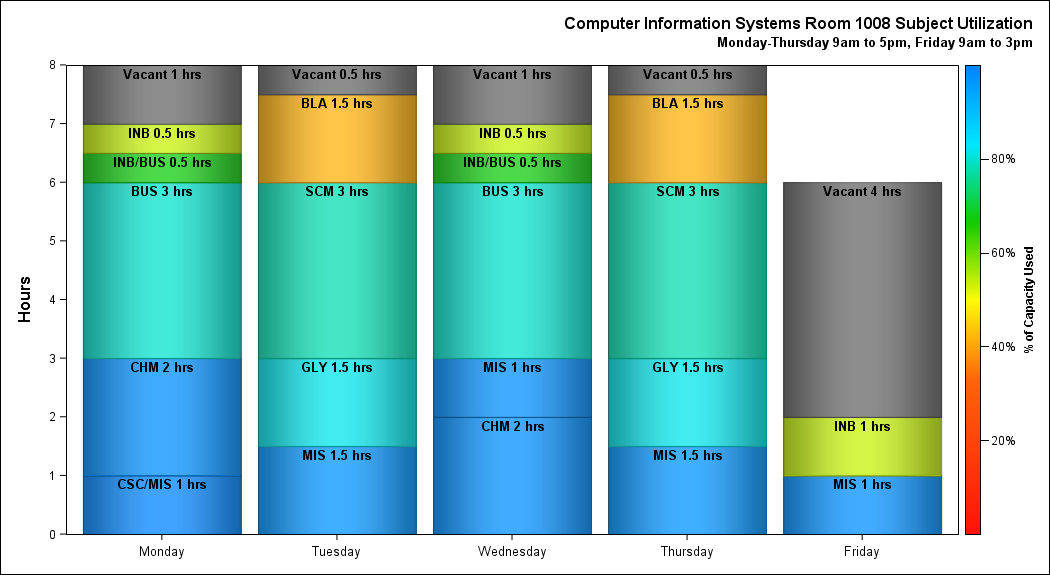 Computer Information Systems Room 1008 Subject Utilization
Monday-Thursday 9am to 5pm, Friday 9am to 3pm
Hours
8
7
6
5
4
3
2
1
0
Vacant 1 hrs
INB 0.5 hrs
INB/BUS 0.5 hrs
BUS 3 hrs
CHM 2 hrs
CSC/MIS 1 hrs
Monday
Vacant 0.5 hrs
BLA 1.5 hrs
SCM 3 hrs
GLY 1.5 hrs
MIS 1.5 hrs
Tuesday
Vacant 1 hrs
INB 0.5 hrs
INB/BUS 0.5 hrs
BUS 3 hrs
MIS 1 hrs
CHM 2 hrs
Wednesday
Vacant 0.5 hrs
BLA 1.5 hrs
SCM 3 hrs
GLY 1.5 hrs
MIS 1.5 hrs
Thursday
Vacant 4 hrs
INB 1 hrs
MIS 1 hrs
Friday
80%
60%
40%
20%
% of Capacity Used